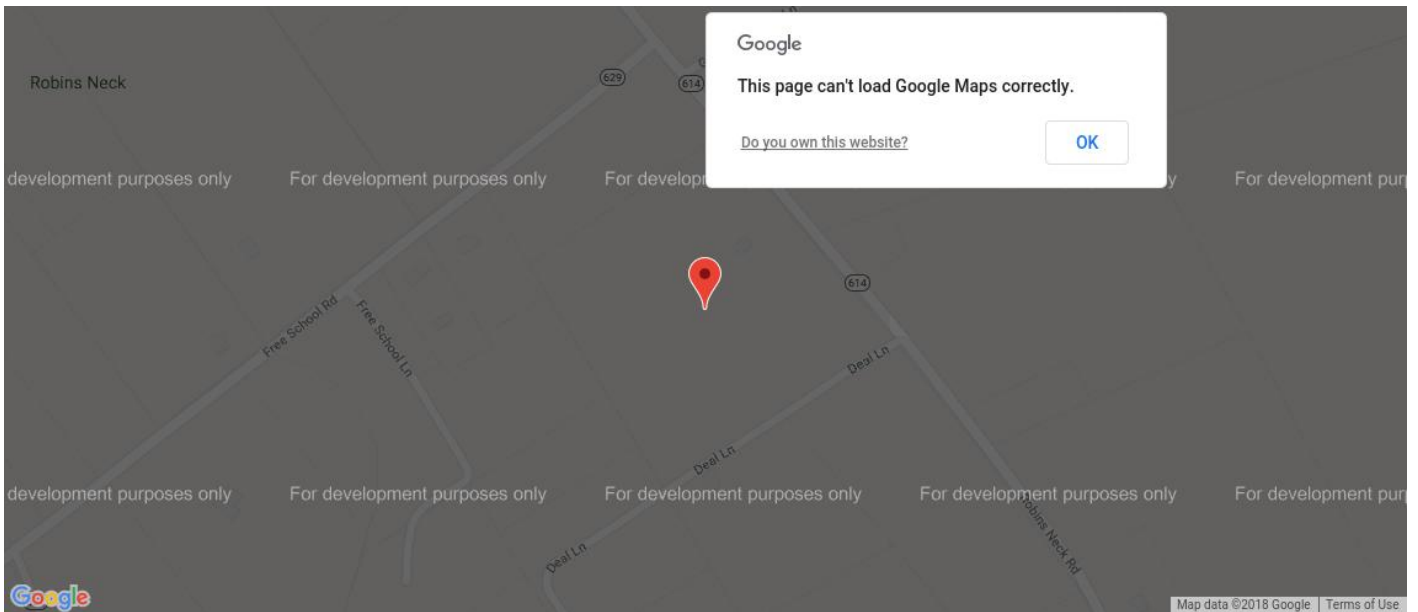 Google
This page can't load Google Maps correctly.
Do you own this website?
OK
Robins Neck
629
614
development purposes only
For development purposes only
For develop
y
For development pur
614
Free School Rd
Free School Ln
Deal Ln
Deal Ln
development purposes only
For development purposes only
For development purposes only
For development purposes only
For development pur
Robins Neck Rd
Deal Ln
Google
Map data ©2018 Google
Terms of Use